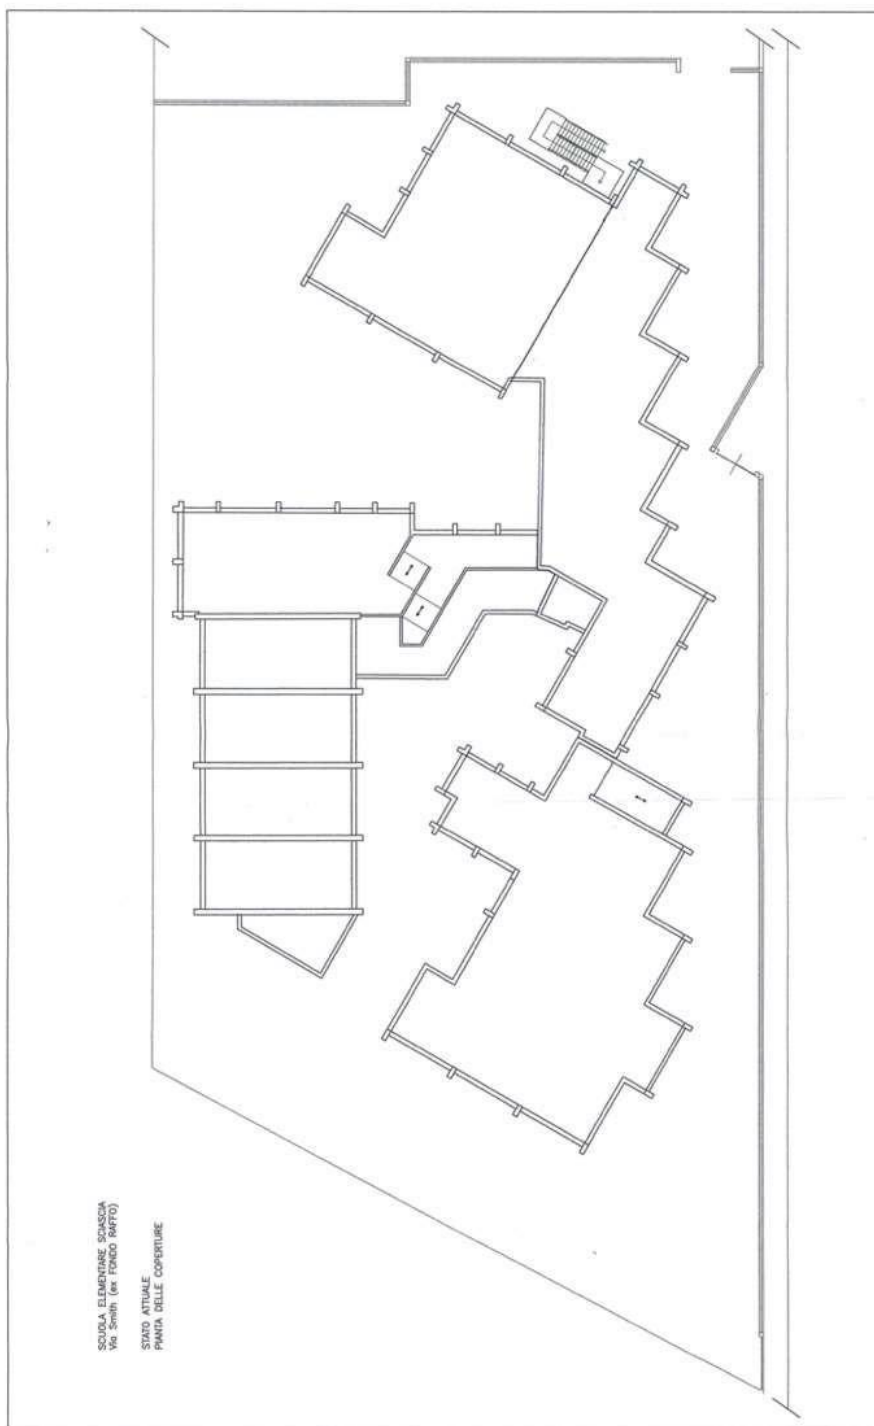 SCUOLA ELEMENTARE SCIASCIA
Via Smith (ex FONDO RAFFO)
STATO ATTUALE
PIANTA DELLE COPERTURE